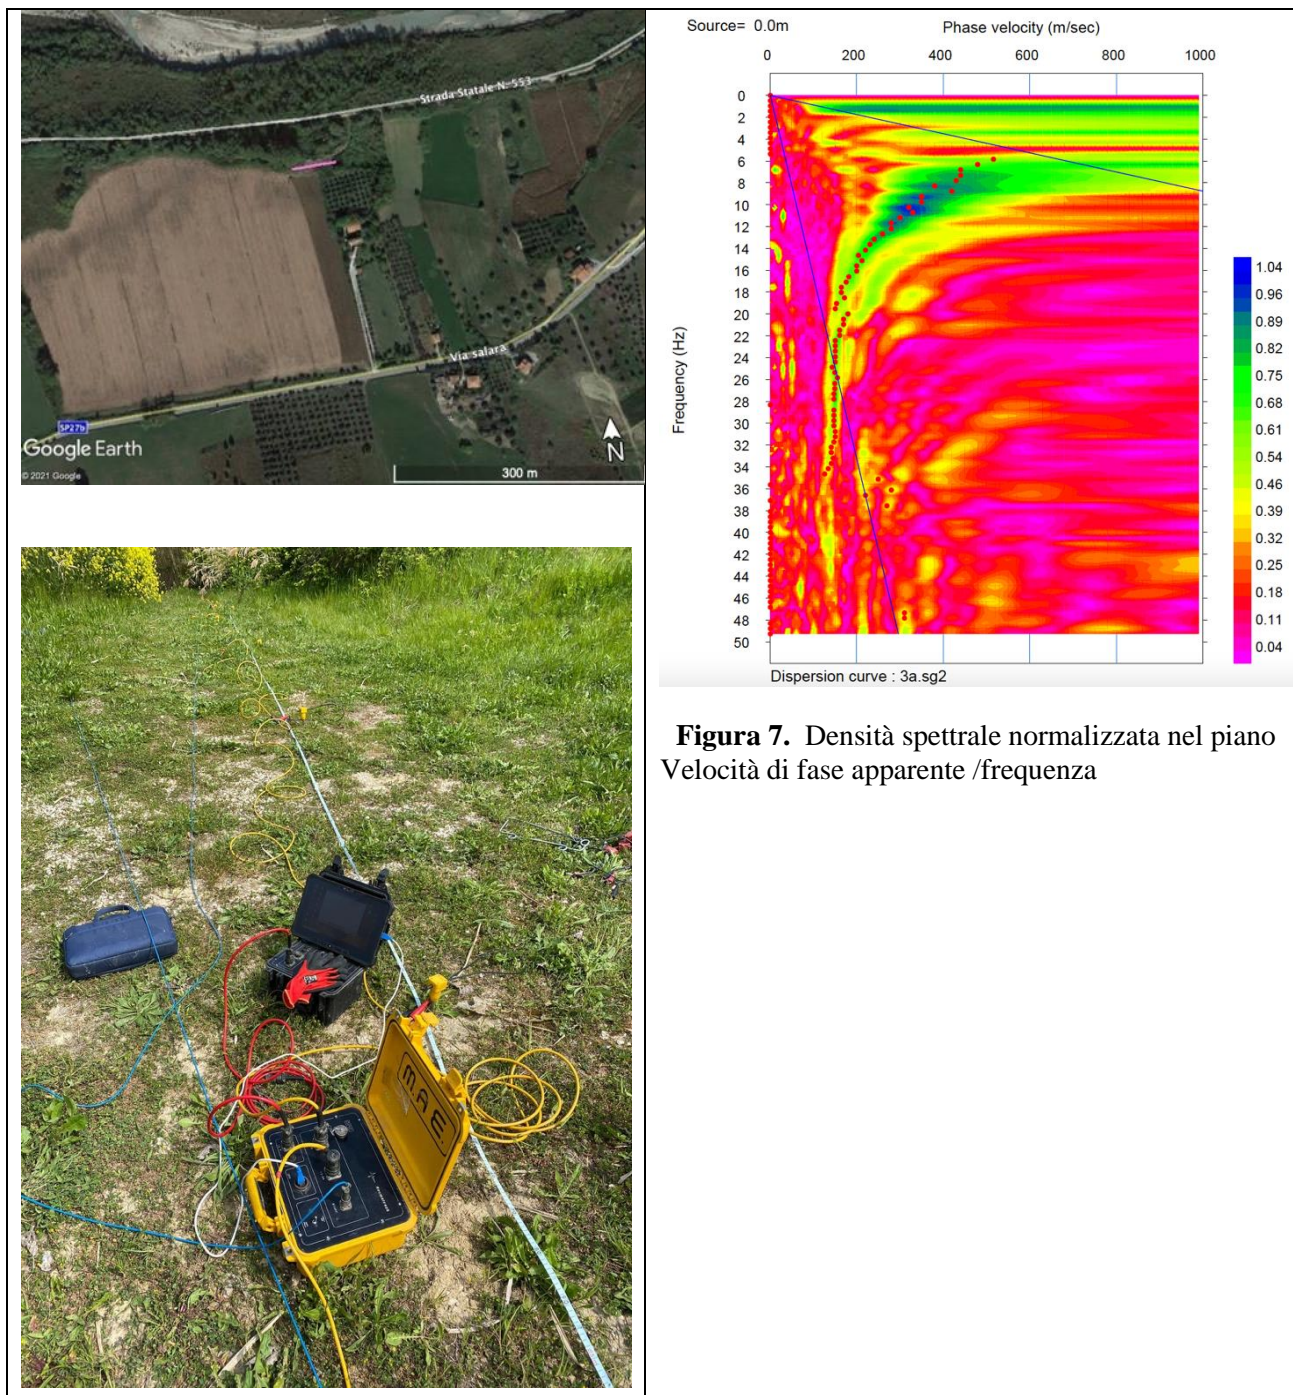 Strada Statale N. 553
Via salara
SP27b
Google Earth
© 2021 Google
N
300 m
M.A.E.
Source= 0.0m
Phase velocity (m/sec)
0 200 400 600 800 1000
Frequency (Hz)
0
2
4
6
8
10
12
14
16
18
20
22
24
26
28
30
32
34
36
38
40
42
44
46
48
50
1.04
0.96
0.89
0.82
0.75
0.68
0.61
0.54
0.46
0.39
0.32
0.25
0.18
0.11
0.04
Dispersion curve : 3a.sg2
Figura 7. Densità spettrale normalizzata nel piano
Velocità di fase apparente /frequenza